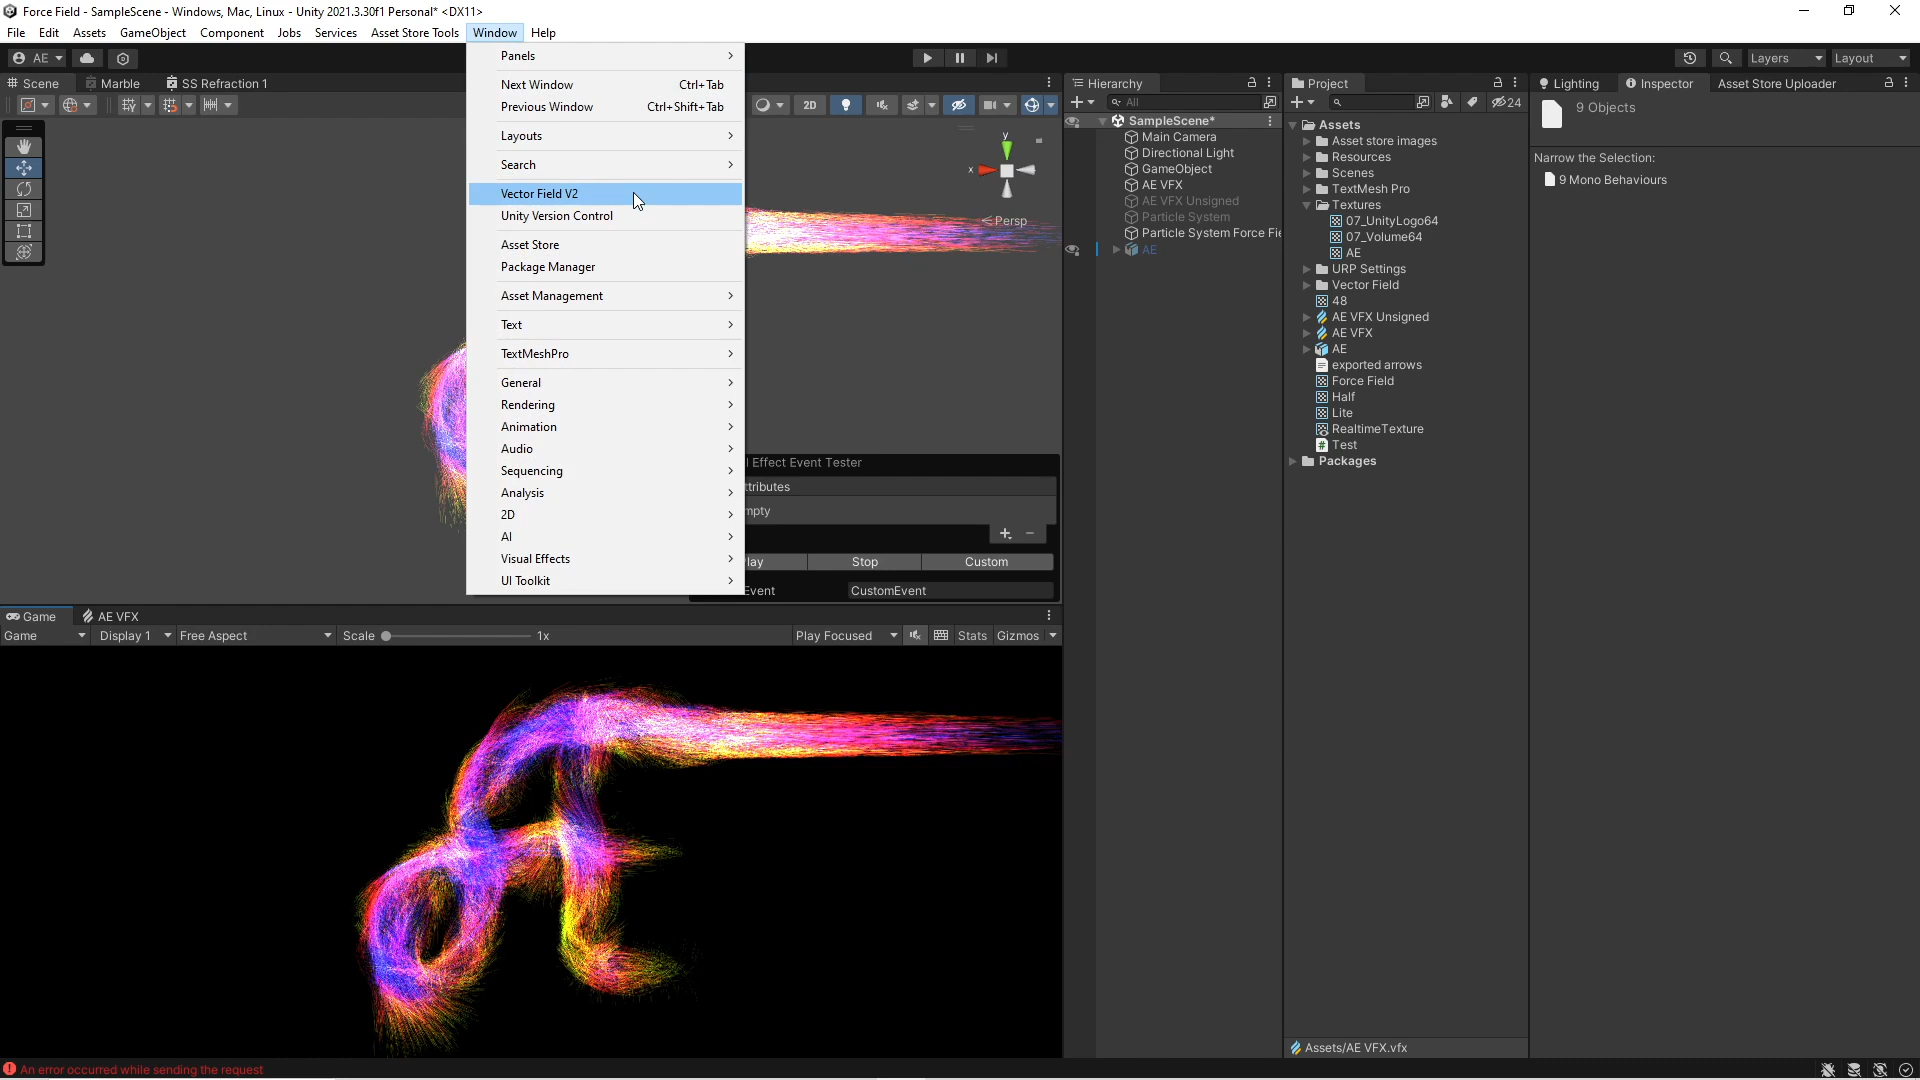 Force Field - SampleScene - Windows, Mac, Linux - Unity 2021.3.30f1 Personal* <DX11>
File Edit Assets GameObject Component Jobs Services Asset Store Tools Window Help
AE Layers Layout
Scene Marble SS Refraction 1
2D
Panels
Next Window Ctrl+Tab
Previous Window Ctrl+Shift+Tab
Layouts
Search
Vector Field V2
Unity Version Control
Asset Store
Package Manager
Asset Management
Text
TextMeshPro
General
Rendering
Animation
Audio
Sequencing
Analysis
2D
AI
Visual Effects
UI Toolkit
y
x
Persp
l Effect Event Tester
ttributes
mpty
lay Stop Custom
Event CustomEvent
Hierarchy
All
SampleScene*
Main Camera
Directional Light
GameObject
AE VFX
AE VFX Unsigned
Particle System
Particle System Force Fie
AE
Project
24
Assets
Asset store images
Resources
Scenes
TextMesh Pro
Textures
07_UnityLogo64
07_Volume64
AE
URP Settings
Vector Field
48
AE VFX Unsigned
AE VFX
AE
exported arrows
Force Field
Half
Lite
RealtimeTexture
Test
Packages
Assets/AE VFX.vfx
Lighting Inspector Asset Store Uploader
9 Objects
Narrow the Selection:
9 Mono Behaviours
Game AE VFX
Game Display 1 Free Aspect Scale 1x Play Focused Stats Gizmos
An error occurred while sending the request